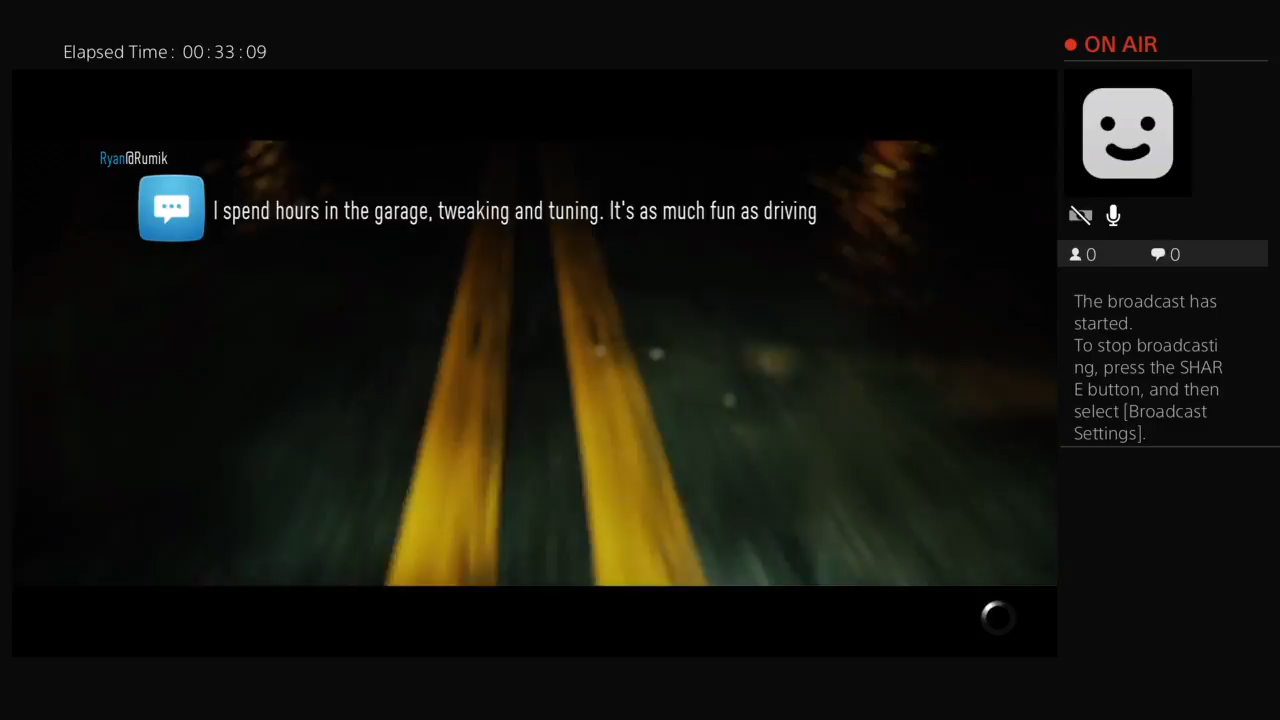 Elapsed Time: 00:33:09
ON AIR
Ryan@Rumik
I spend hours in the garage, tweaking and tuning. It's as much fun as driving
0 0
The broadcast has
started.
To stop broadcasti
ng, press the SHAR
E button, and then
select [Broadcast
Settings].